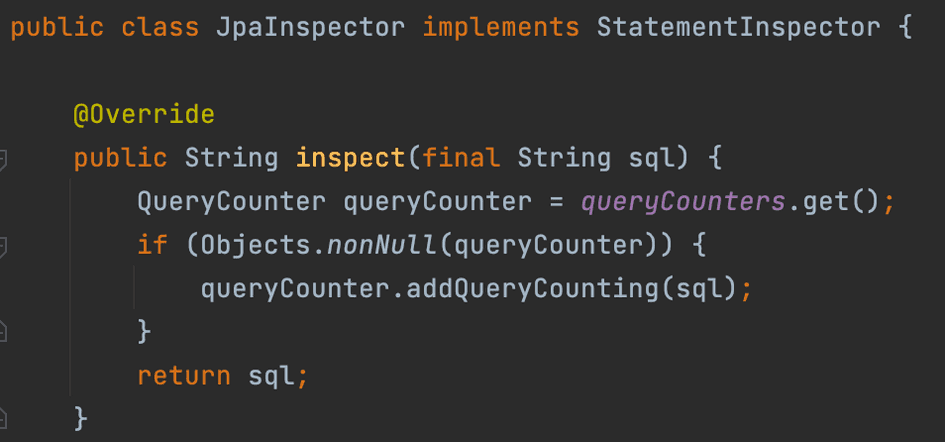 public class JpaInspector implements StatementInspector {
@Override
public String inspect(final String sql) {
QueryCounter queryCounter = queryCounters.get();
if (Objects.nonNull(queryCounter)) {
queryCounter.addQueryCounting(sql);
}
return sql;
}